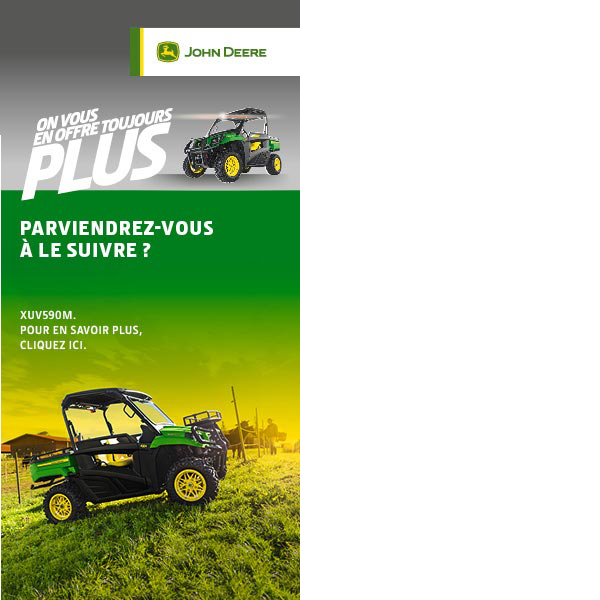 JOHN DEERE
ON VOUS
EN OFFRE TOUJOURS
PLUS
PARVIENDREZ-VOUS
À LE SUIVRE ?
XUV590M.
POUR EN SAVOIR PLUS,
CLIQUEZ ICI.